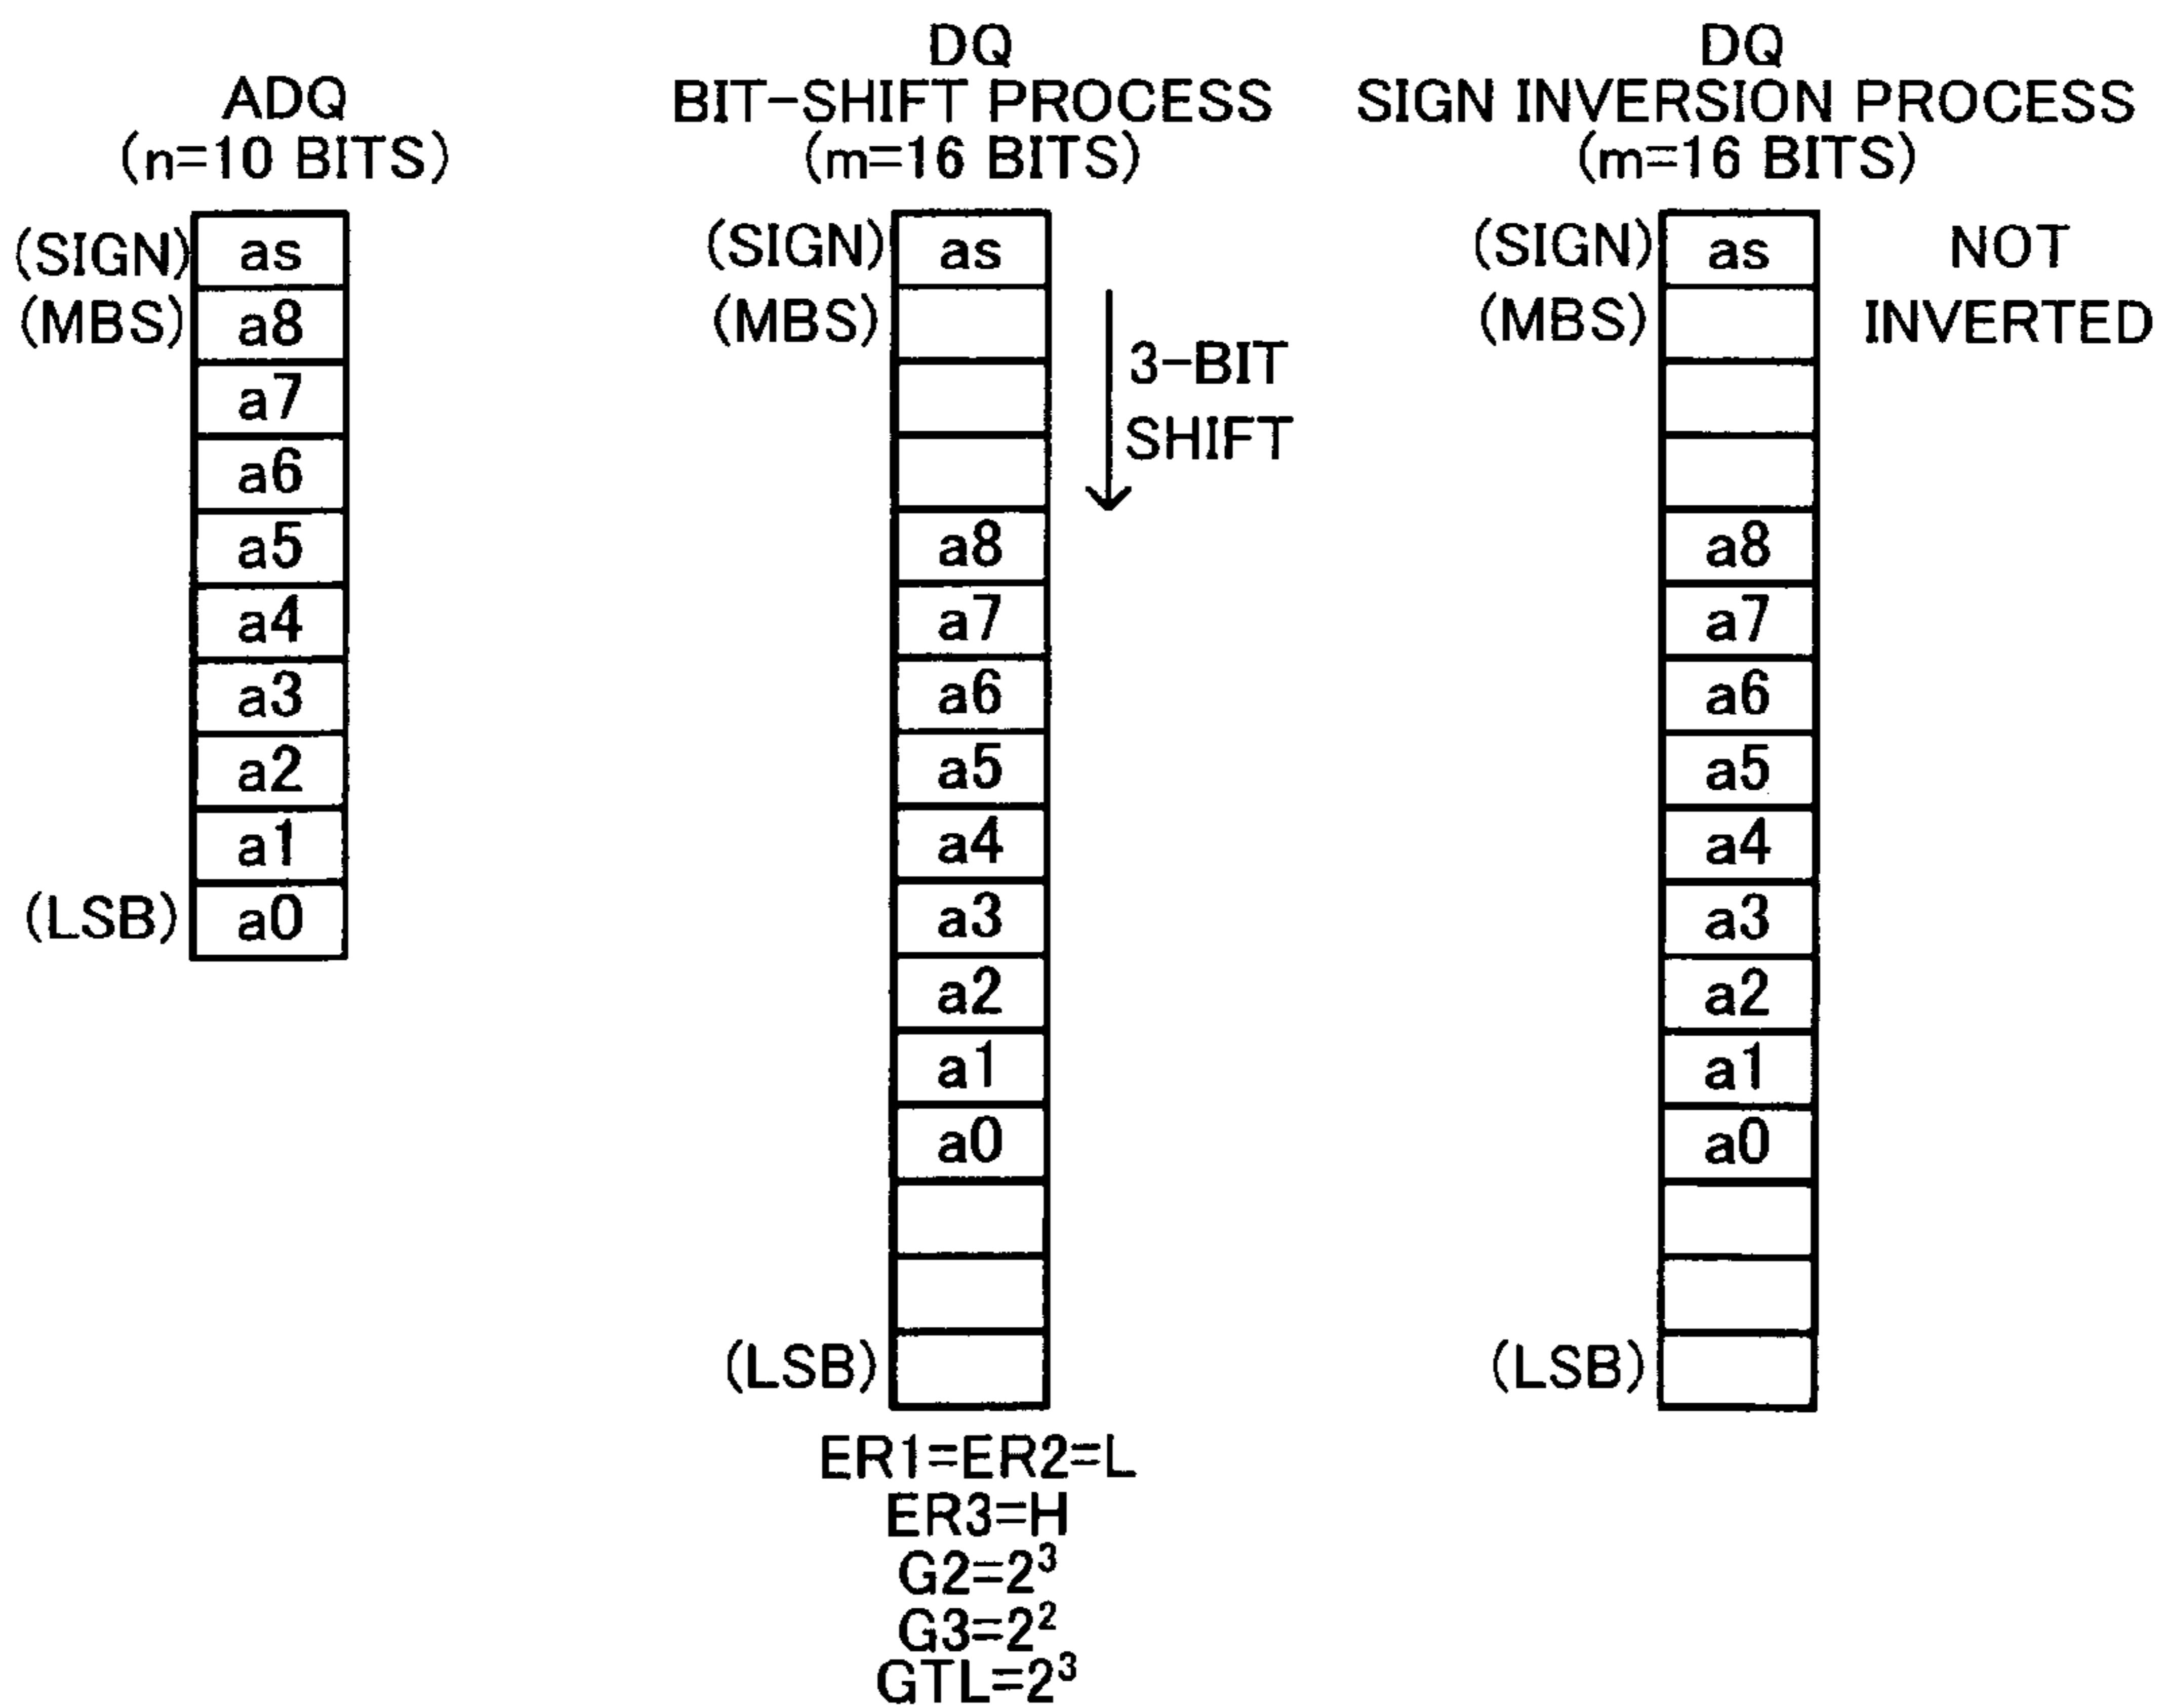 ADQ
(n=10 BITS)
(SIGN) as
(MBS) a8
a7
a6
a5
a4
a3
a2
a1
(LSB) a0
DQ
BIT-SHIFT PROCESS
(m=16 BITS)
(SIGN) as
(MBS)
3-BIT
SHIFT
a8
a7
a6
a5
a4
a3
a2
a1
a0
(LSB)
ER1=ER2=L
ER3=H
G2=2³
G3=2²
GTL=2³
DQ
SIGN INVERSION PROCESS
(m=16 BITS)
(SIGN) as NOT
(MBS) INVERTED
a8
a7
a6
a5
a4
a3
a2
a1
a0
(LSB)